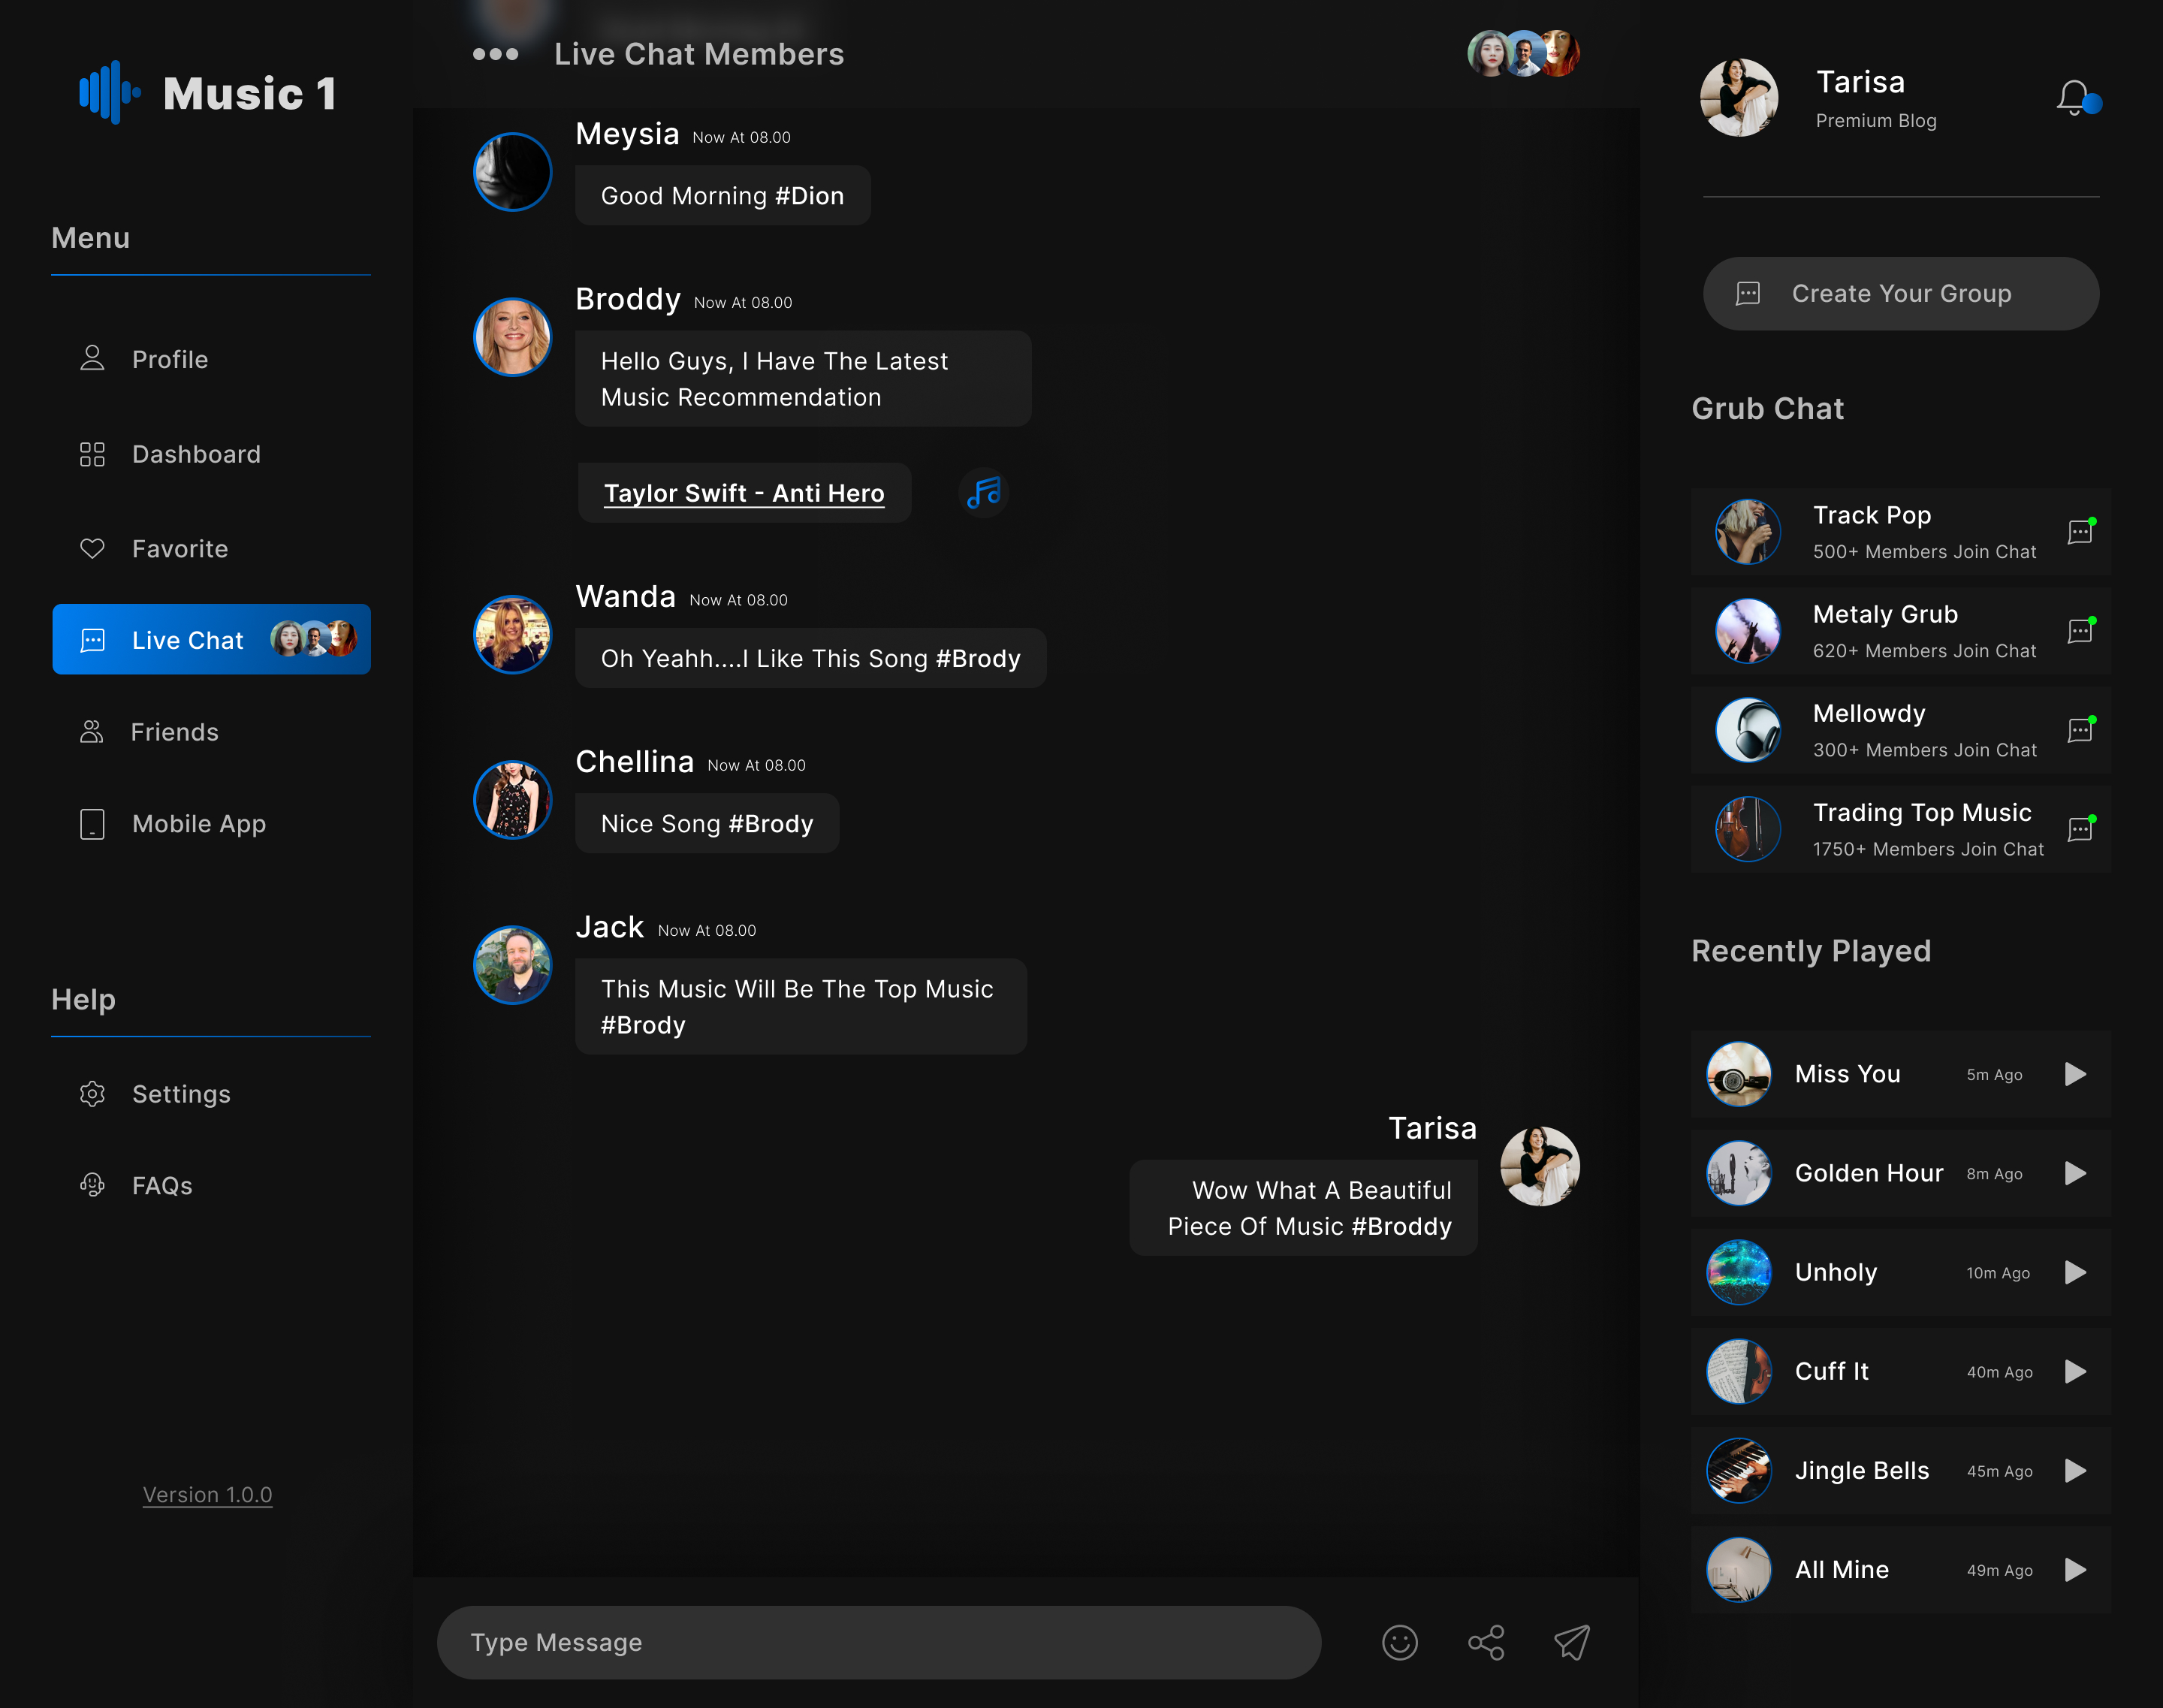 Music 1
Menu
Profile
Dashboard
Favorite
Live Chat
Friends
Mobile App
Help
Settings
FAQs
Version 1.0.0
Live Chat Members
Meysia Now At 08.00
Good Morning #Dion
Broddy Now At 08.00
Hello Guys, I Have The Latest
Music Recommendation
Taylor Swift - Anti Hero
Wanda Now At 08.00
Oh Yeahh....I Like This Song #Brody
Chellina Now At 08.00
Nice Song #Brody
Jack Now At 08.00
This Music Will Be The Top Music
#Brody
Tarisa
Wow What A Beautiful
Piece Of Music #Broddy
Type Message
Tarisa
Premium Blog
Create Your Group
Grub Chat
Track Pop
500+ Members Join Chat
Metaly Grub
620+ Members Join Chat
Mellowdy
300+ Members Join Chat
Trading Top Music
1750+ Members Join Chat
Recently Played
Miss You 5m Ago
Golden Hour 8m Ago
Unholy 10m Ago
Cuff It 40m Ago
Jingle Bells 45m Ago
All Mine 49m Ago